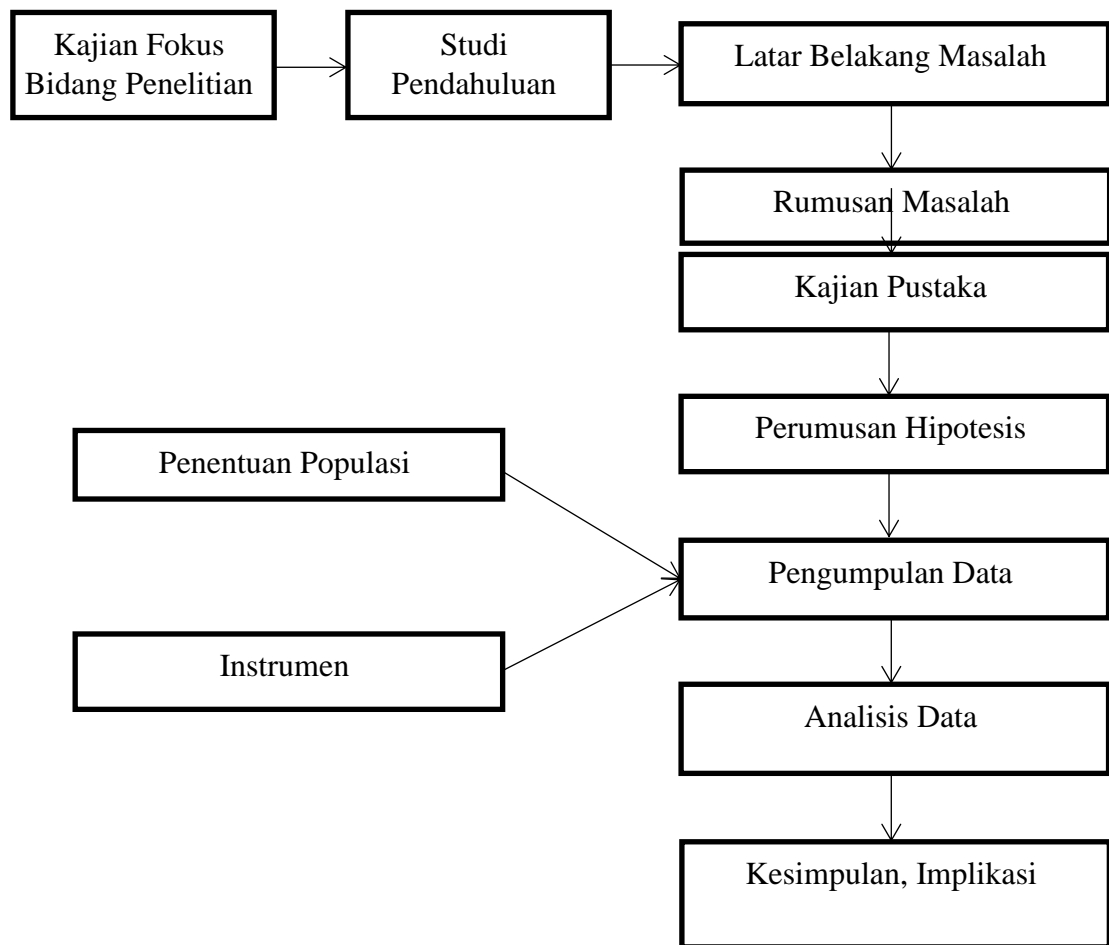 Kajian Fokus
Bidang Penelitian
Studi
Pendahuluan
Latar Belakang Masalah
Rumusan Masalah
Kajian Pustaka
Perumusan Hipotesis
Penentuan Populasi
Pengumpulan Data
Instrumen
Analisis Data
Kesimpulan, Implikasi